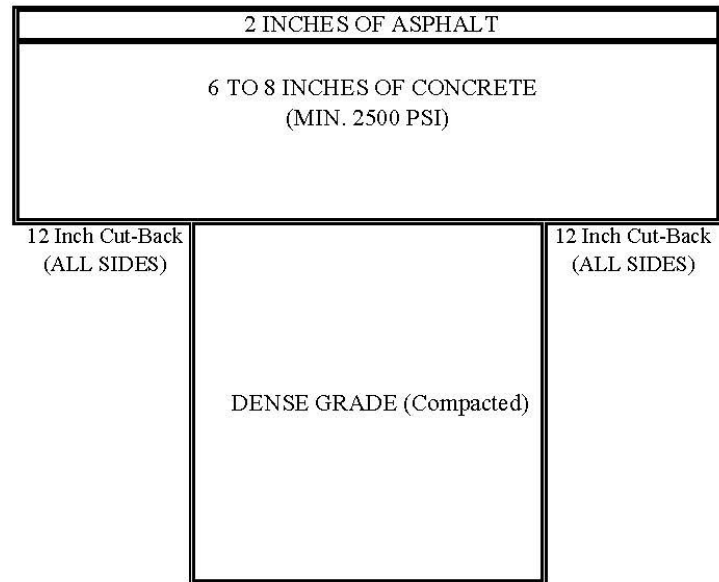 2 INCHES OF ASPHALT
6 TO 8 INCHES OF CONCRETE
(MIN. 2500 PSI)
12 Inch Cut-Back
(ALL SIDES)
12 Inch Cut-Back
(ALL SIDES)
DENSE GRADE (Compacted)